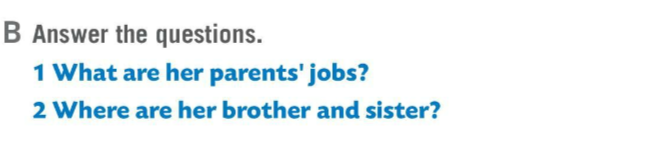 B Answer the questions.
1 What are her parents' jobs?
2 Where are her brother and sister?